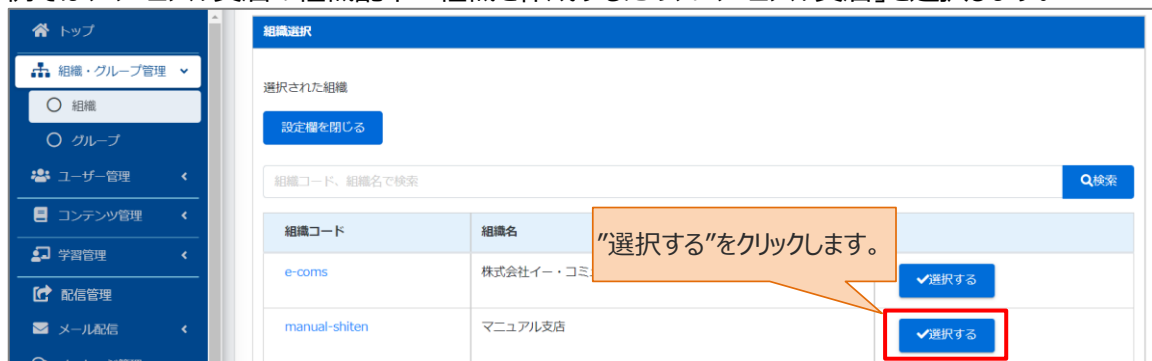 トップ
組織・グループ管理
組織
グループ
ユーザー管理
コンテンツ管理
学習管理
配信管理
メール配信
組織選択
選択された組織
設定欄を閉じる
組織コード、組織名で検索
検索
組織コード 組織名
e-coms 株式会社イー・コミ
選択する
manual-shiten マニュアル支店
選択する
”選択する”をクリックします。